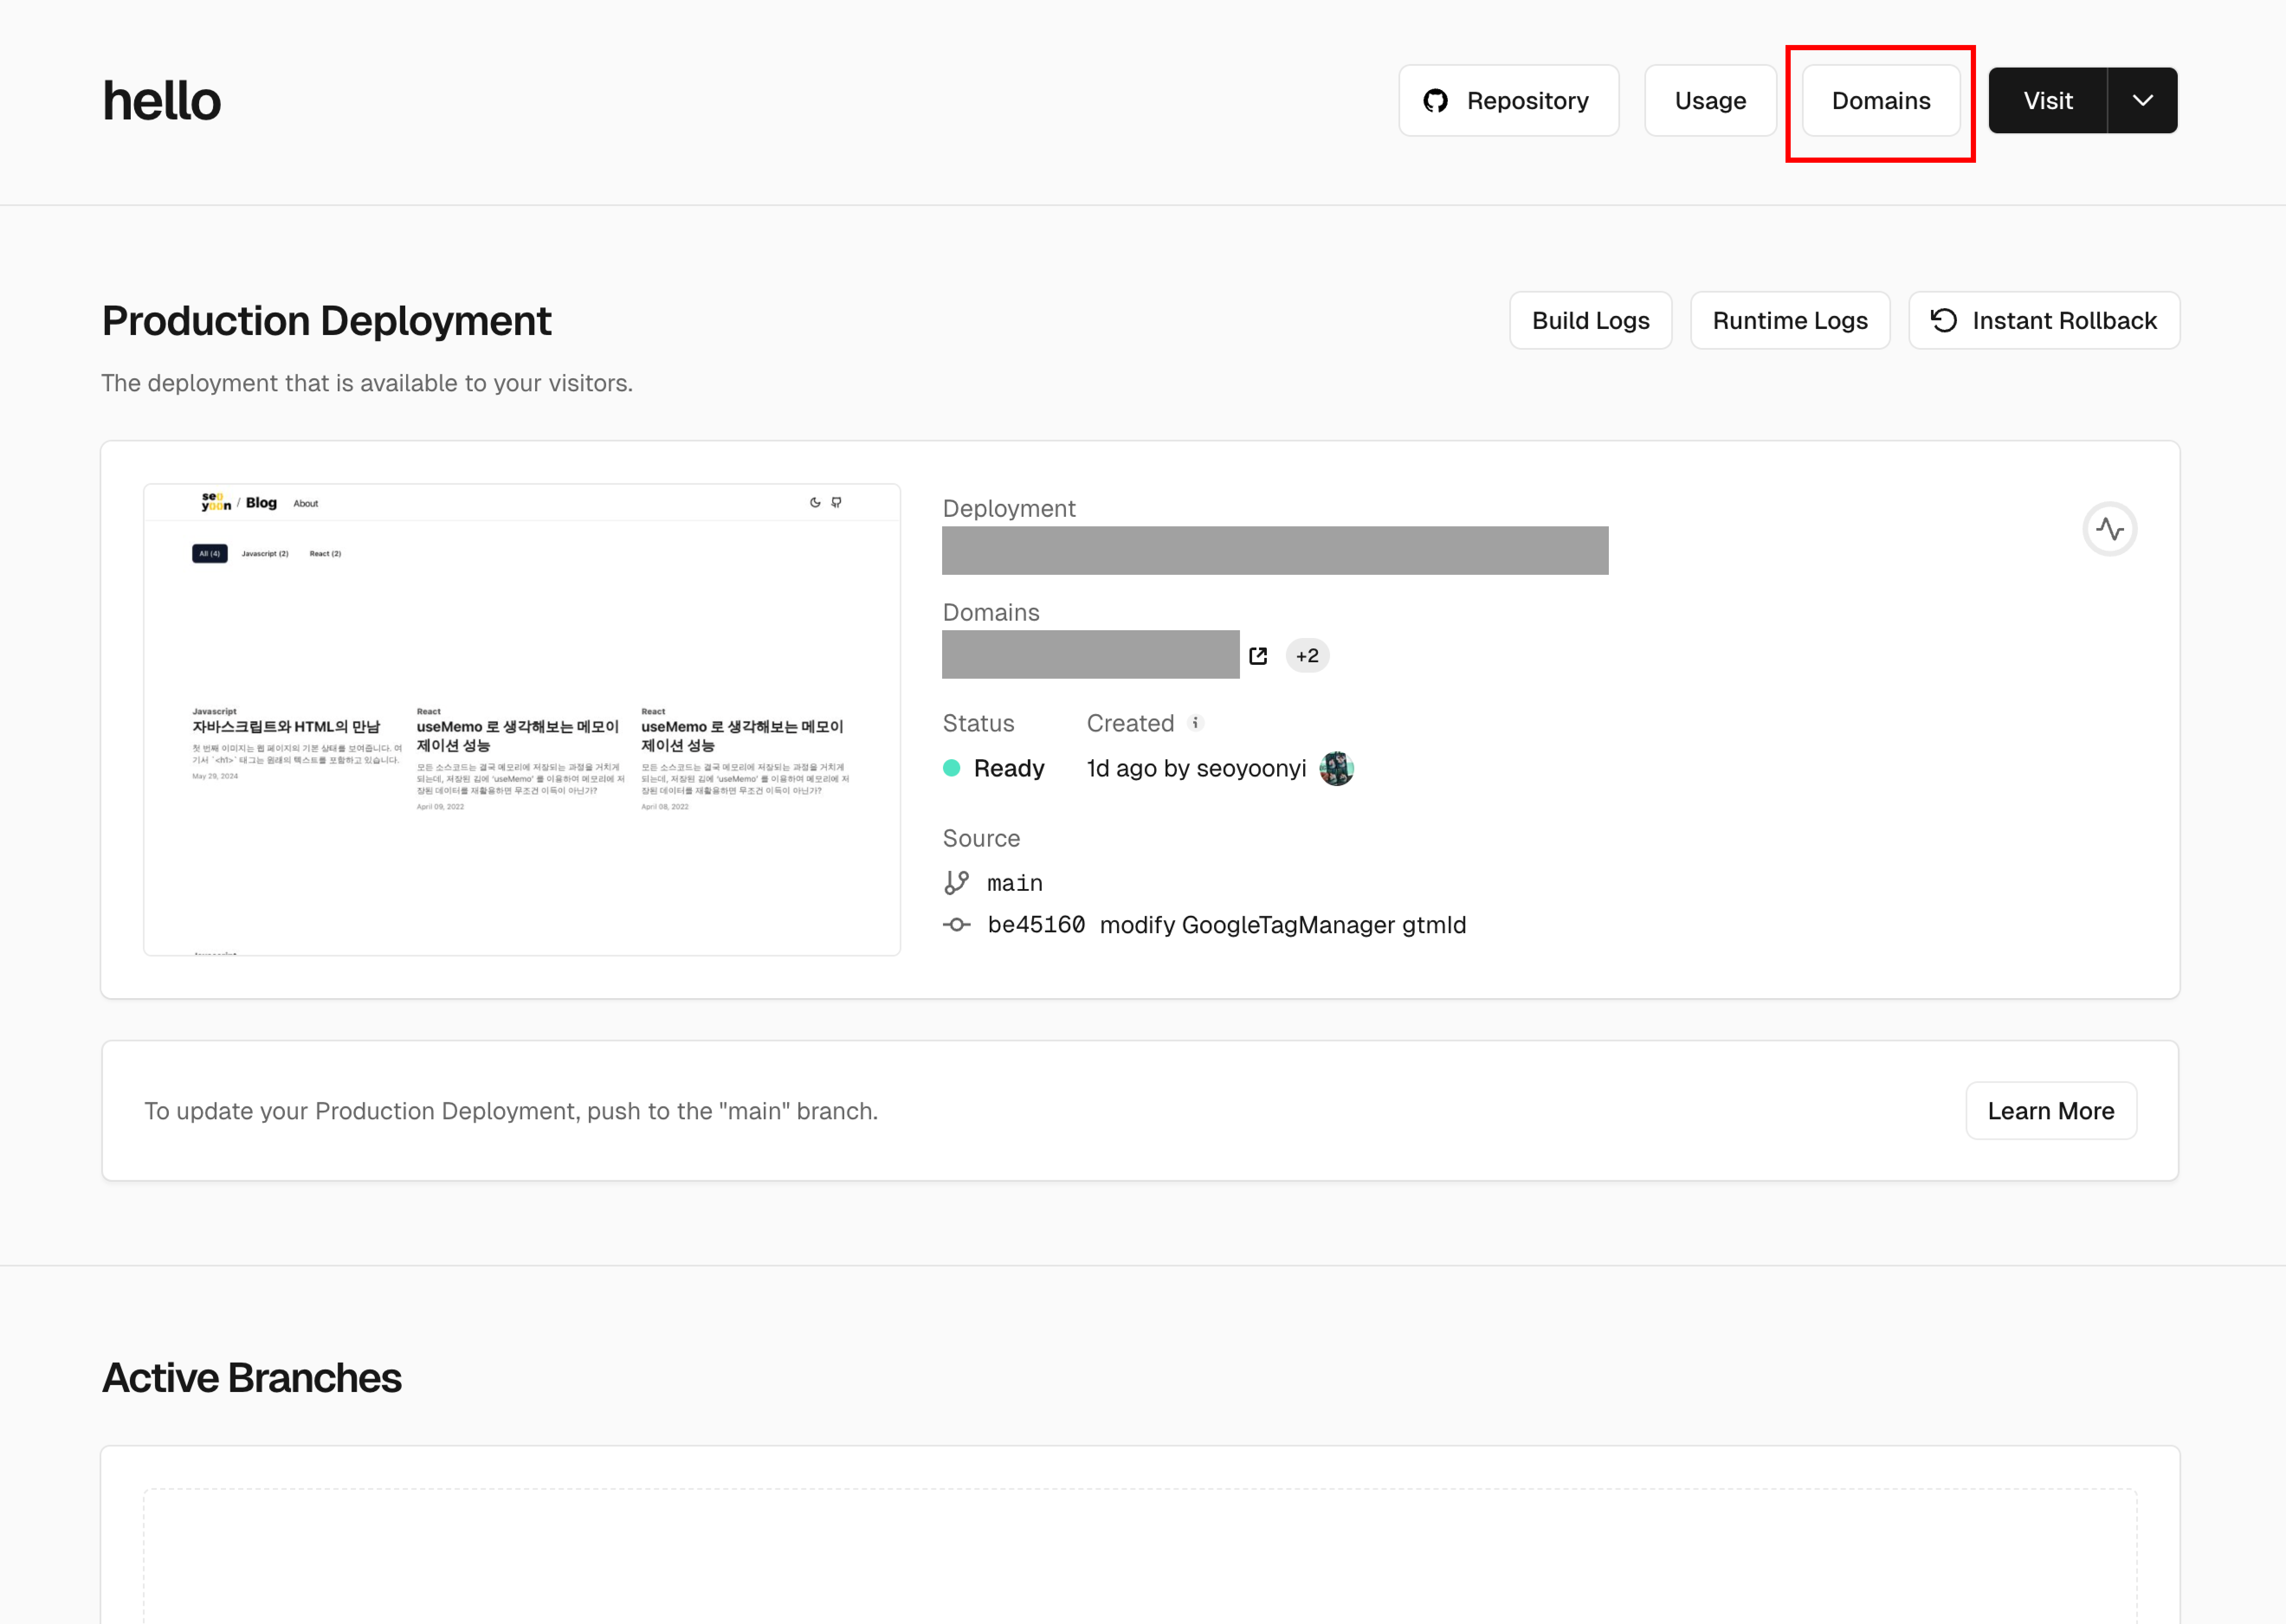 hello
Repository
Usage
Domains
Visit
Production Deployment
Build Logs
Runtime Logs
Instant Rollback
The deployment that is available to your visitors.
seo
yoon
/ Blog
About
All (4)
Javascript (2)
React (2)
Javascript
자바스크립트와 HTML의 만남
첫 번째 이미지는 웹 페이지의 기본 상태를 보여줍니다. 여
기서 `<h1>` 태그는 원래의 텍스트를 포함하고 있습니다.
May 29, 2024
React
useMemo 로 생각해보는 메모이
제이션 성능
모든 소스코드는 결국 메모리에 저장되는 과정을 거치게
되는데, 저장된 김에 'useMemo' 를 이용하여 메모리에 저
장된 데이터를 재활용하면 무조건 이득이 아닌가?
April 09, 2022
React
useMemo 로 생각해보는 메모이
제이션 성능
모든 소스코드는 결국 메모리에 저장되는 과정을 거치게
되는데, 저장된 김에 'useMemo' 를 이용하여 메모리에 저
장된 데이터를 재활용하면 무조건 이득이 아닌가?
April 08, 2022
Deployment
Domains
+2
Status
Created
Ready
1d ago by seoyoonyi
Source
main
be45160 modify GoogleTagManager gtmId
To update your Production Deployment, push to the "main" branch.
Learn More
Active Branches